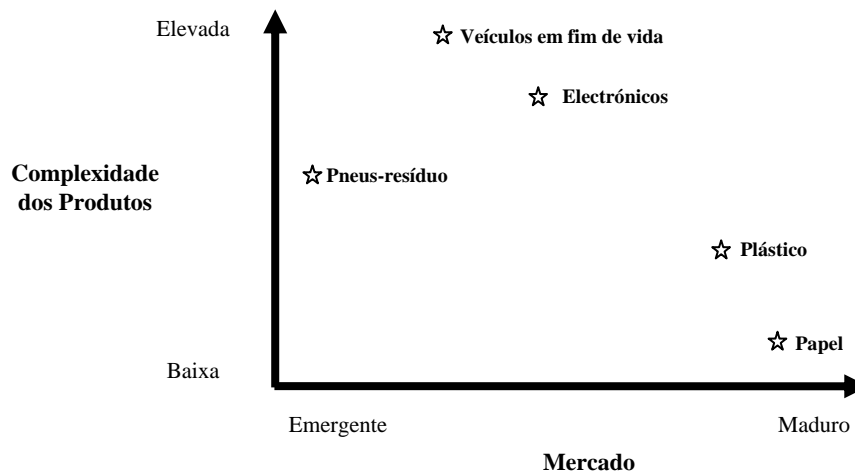 Elevada
Veículos em fim de vida
Electrónicos
Complexidade
dos Produtos
Pneus-resíduo
Plástico
Papel
Baixa
Emergente
Maduro
Mercado